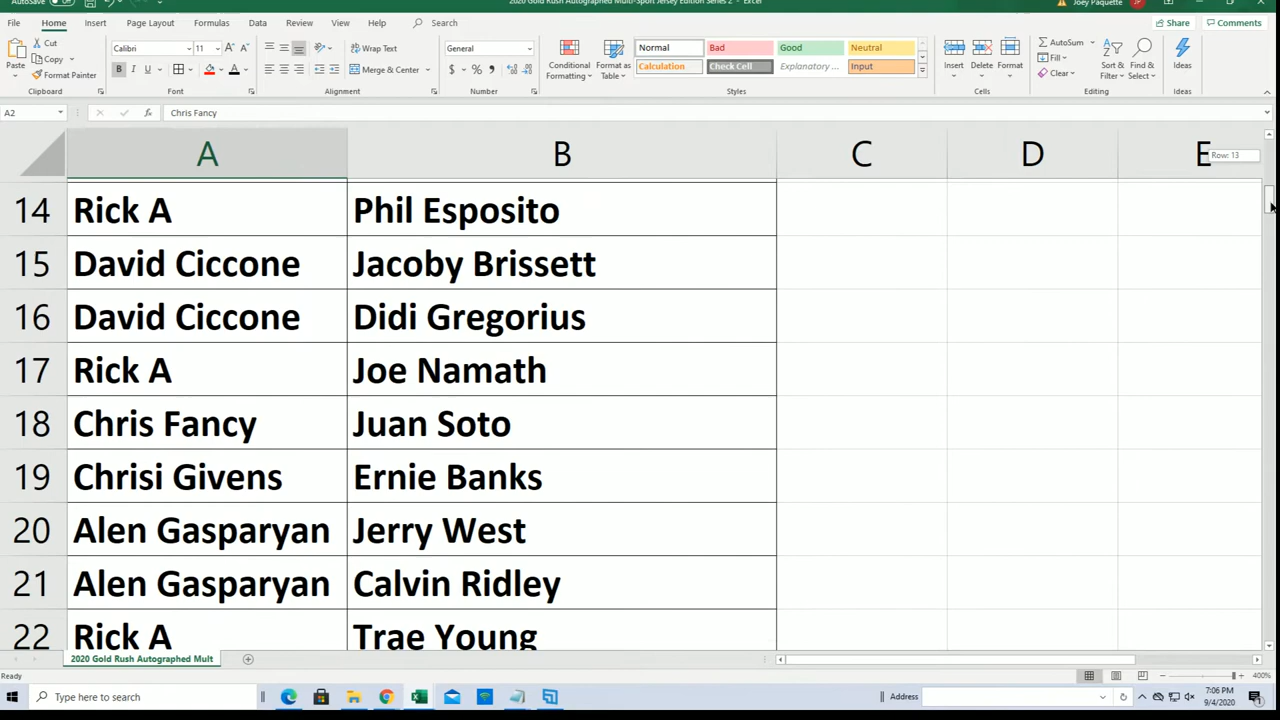 AutoSave Off 2020 Gold Rush Autographed Multi-Sport Jersey Edition Series 2 - Excel Joey Paquette JP
File Home Insert Page Layout Formulas Data Review View Help Search Share Comments
Paste Cut Copy Format Painter Clipboard
Calibri 11 B I U A A Font
Wrap Text Merge & Center Alignment
General $ % , Number
Conditional Formatting Format as Table
Normal Bad Good Neutral
Calculation Check Cell Explanatory ... Input
Styles
Insert Delete Format Cells
AutoSum Fill Clear Sort & Filter Find & Select Editing
Ideas Ideas
A2 fx Chris Fancy
A B C D E Row: 13
14 Rick A Phil Esposito
15 David Ciccone Jacoby Brissett
16 David Ciccone Didi Gregorius
17 Rick A Joe Namath
18 Chris Fancy Juan Soto
19 Chrisi Givens Ernie Banks
20 Alen Gasparyan Jerry West
21 Alen Gasparyan Calvin Ridley
22 Rick A Trae Young
2020 Gold Rush Autographed Mult
Ready 400%
Type here to search Address 7:06 PM
9/4/2020